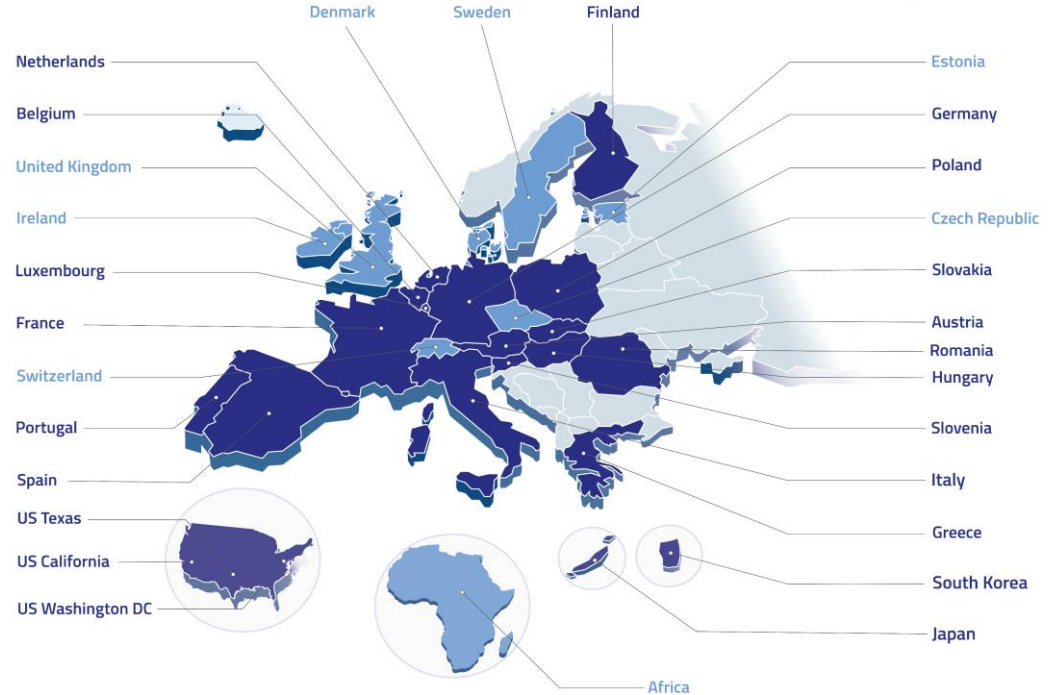 Denmark
Sweden
Finland
Netherlands
Belgium
United Kingdom
Ireland
Luxembourg
France
Switzerland
Portugal
Spain
US Texas
US California
US Washington DC
Estonia
Germany
Poland
Czech Republic
Slovakia
Austria
Romania
Hungary
Slovenia
Italy
Greece
South Korea
Japan
Africa